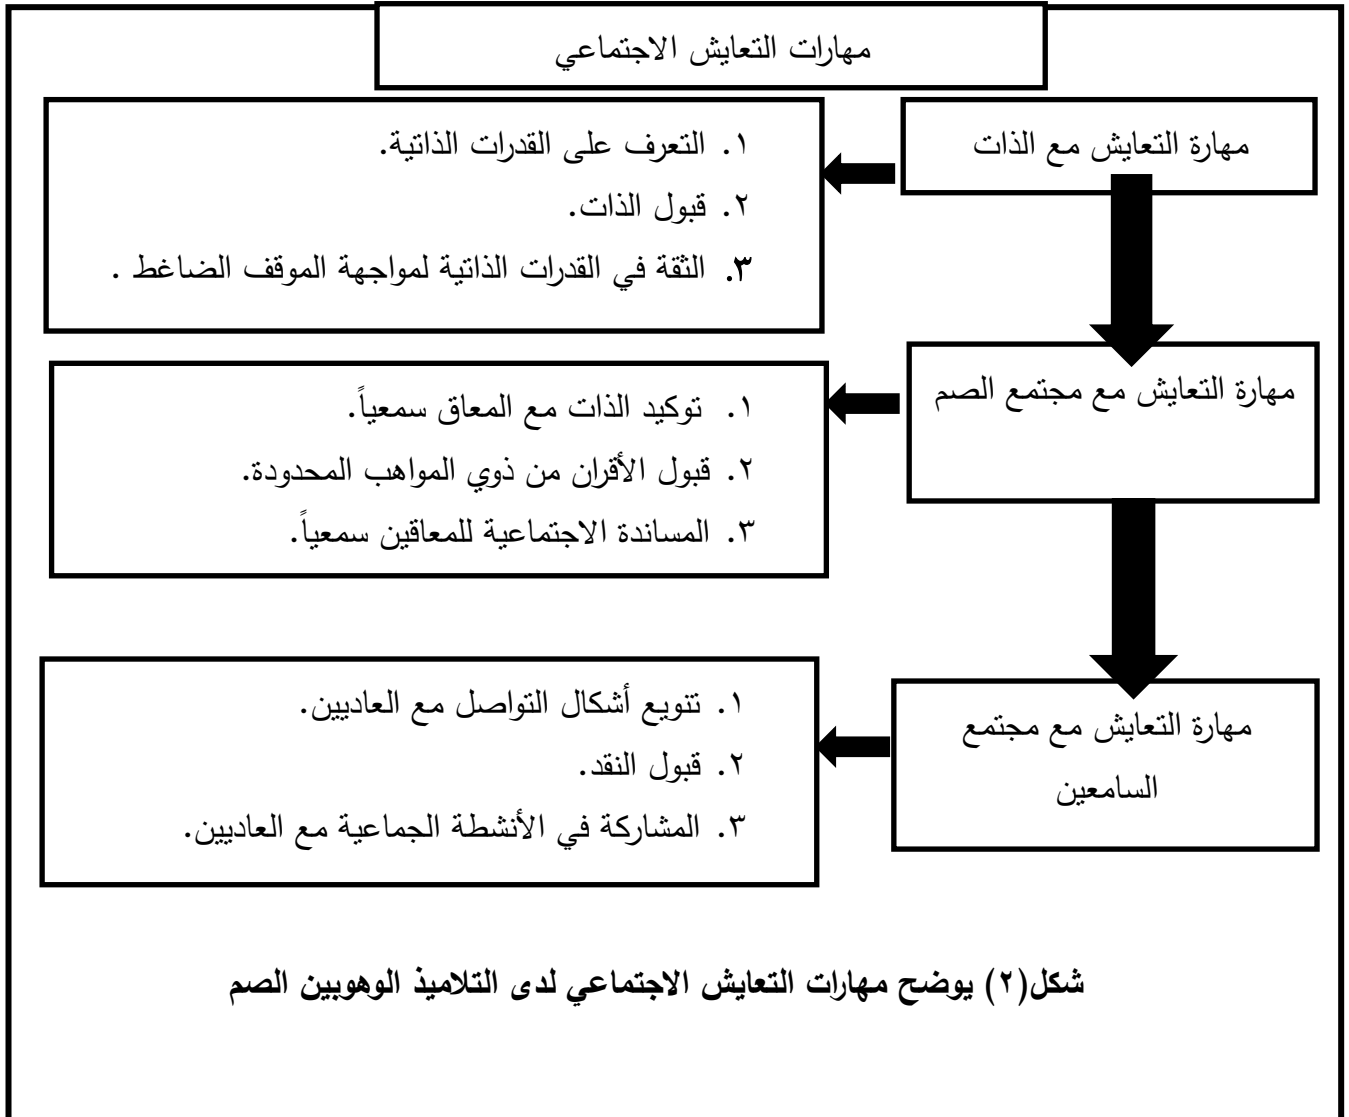 مهارات التعايش الاجتماعي
مهارة التعايش مع الذات
١. التعرف على القدرات الذاتية.
٢. قبول الذات.
٣. الثقة في القدرات الذاتية لمواجهة الموقف الضاغط .
مهارة التعايش مع مجتمع الصم
١. توكيد الذات مع المعاق سمعياً.
٢. قبول الأقران من ذوي المواهب المحدودة.
٣. المساندة الاجتماعية للمعاقين سمعياً.
مهارة التعايش مع مجتمع
السامعين
١. تنويع أشكال التواصل مع العاديين.
٢. قبول النقد.
٣. المشاركة في الأنشطة الجماعية مع العاديين.
شكل(٢) يوضح مهارات التعايش الاجتماعي لدى التلاميذ الوهوبين الصم